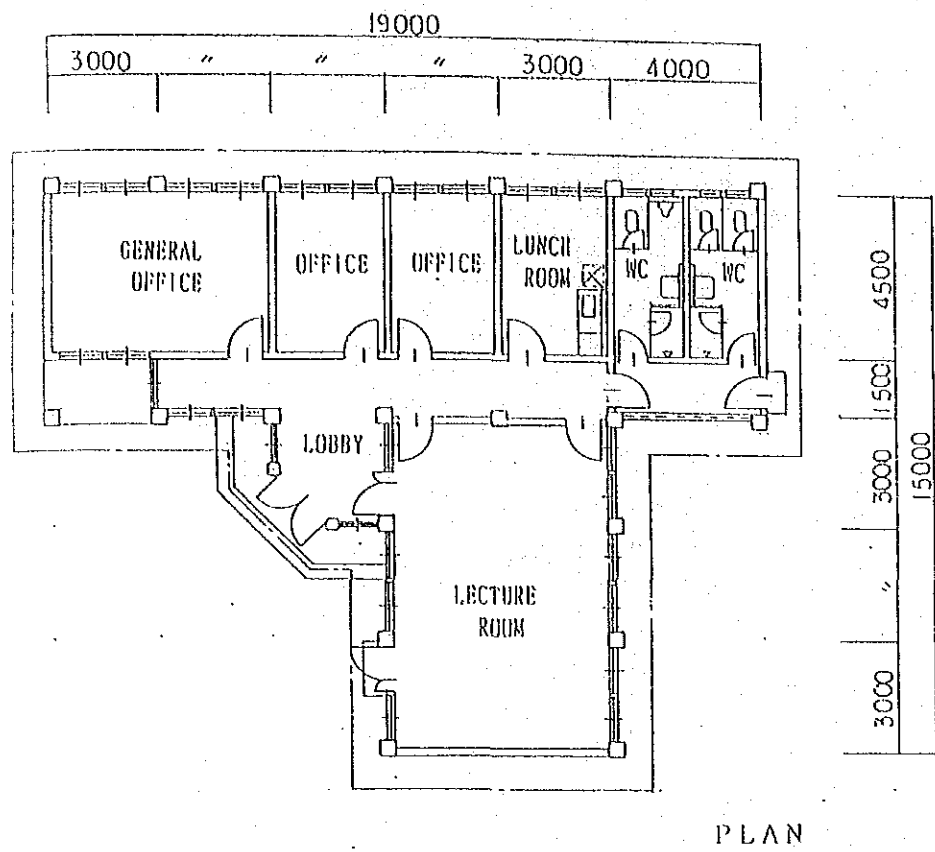 19000
3000 〃 〃 〃 3000 4000
GENERAL
OFFICE
OFFICE
OFFICE
LUNCH
ROOM
WC
WC
4500
1500
3000
〃
3000
15000
LOBBY
LECTURE
ROOM
PLAN